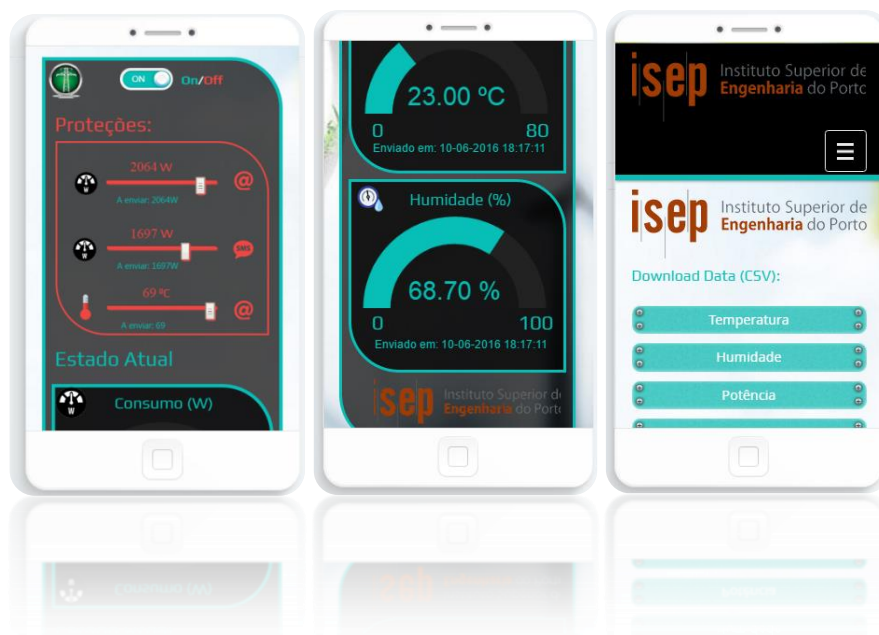 ON
On/Off
Proteções:
2064 W
W
@
A enviar: 2064W
1697 W
W
SMS
A enviar: 1697W
69 ºC
@
A enviar: 69
Estado Atual
W
Consumo (W)
23.00 ºC
0
80
Enviado em: 10-06-2016 18:17:11
Humidade (%)
68.70 %
0
100
Enviado em: 10-06-2016 18:17:11
isep
Instituto Superior d
Engenharia do Porto
isep
Instituto Superior de
Engenharia do Porto
isep
Instituto Superior de
Engenharia do Porto
Download Data (CSV):
Temperatura
Humidade
Potência